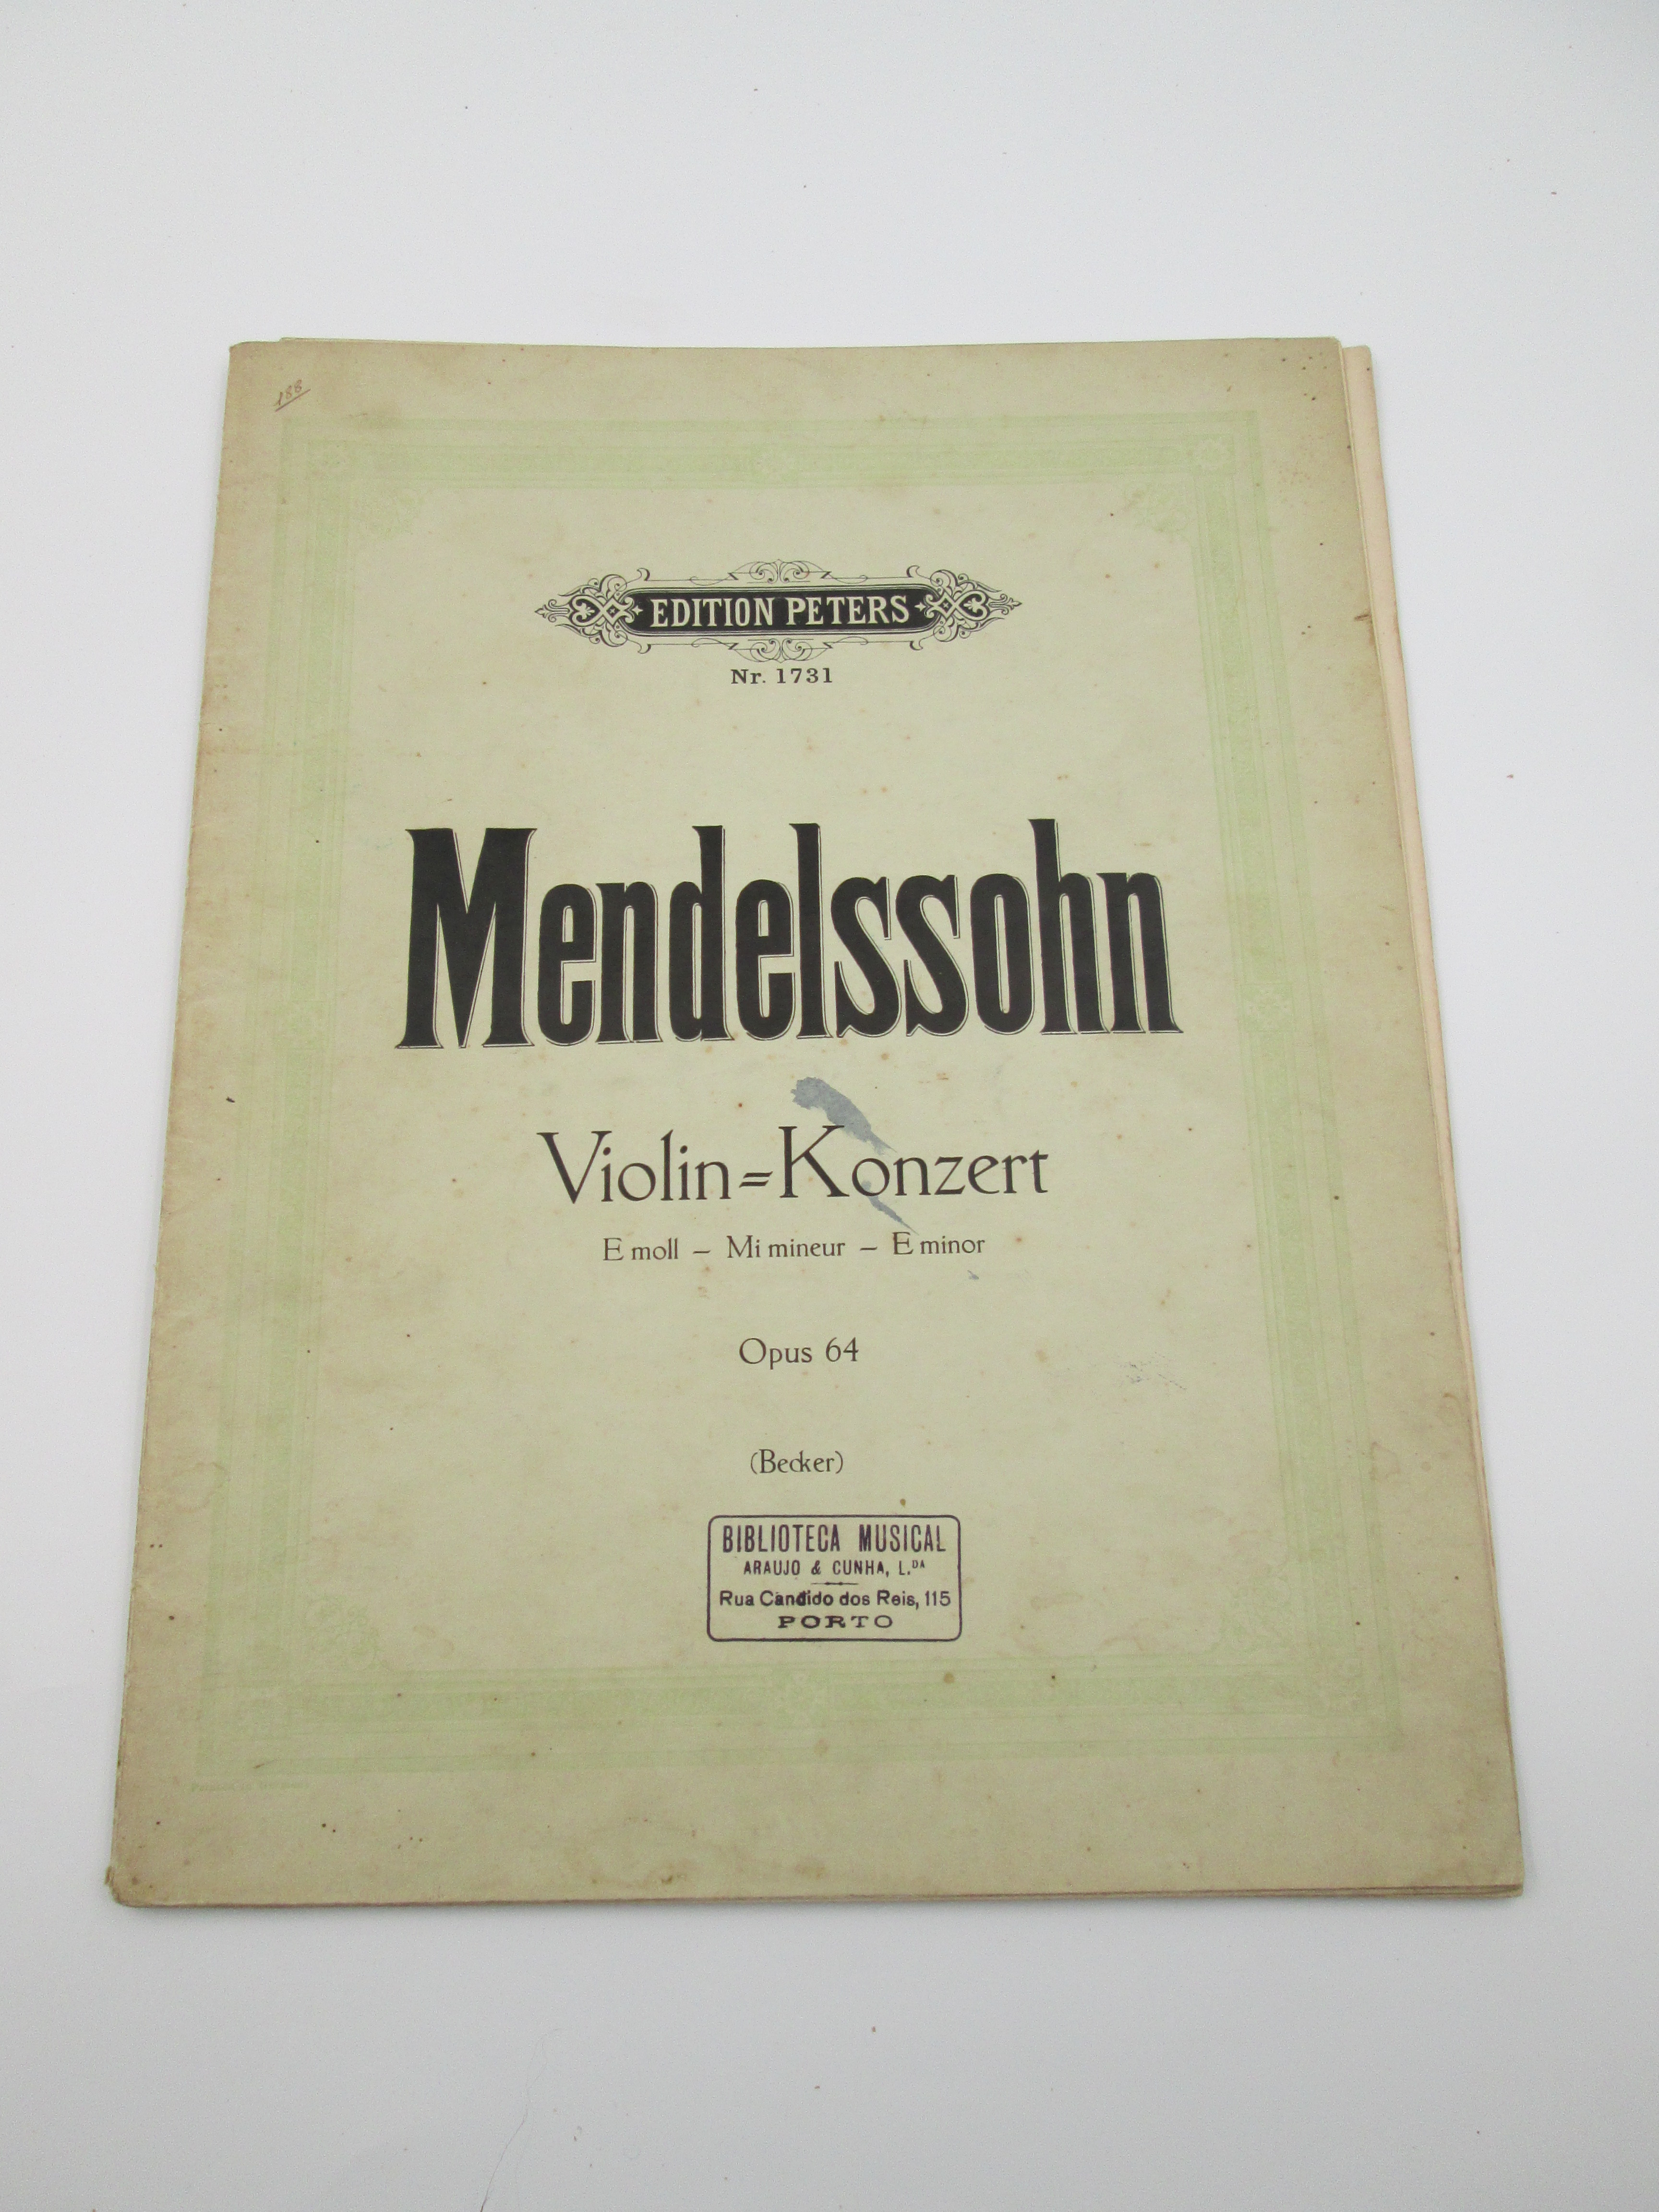 188
EDITION PETERS
Nr. 1731
Mendelssohn
Violin=Konzert
E moll – Mi mineur – E minor
Opus 64
(Becker)
BIBLIOTECA MUSICAL
ARAUJO & CUNHA, L.DA
Rua Candido dos Reis, 115
PORTO